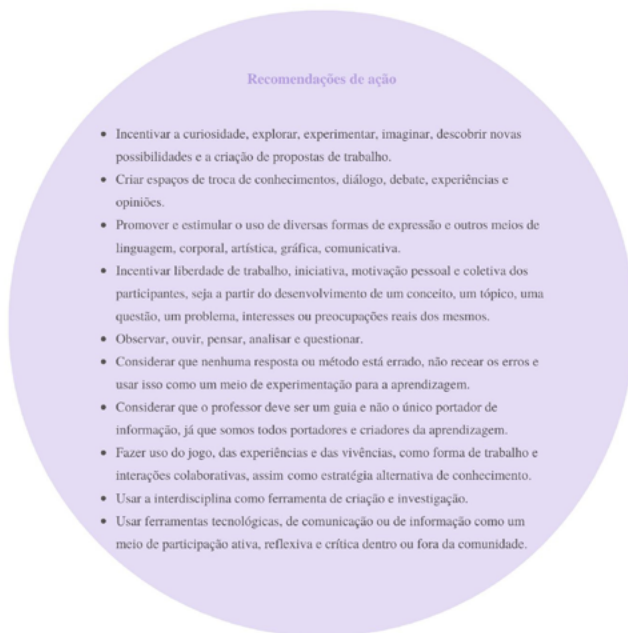 Recomendações de ação
• Incentivar a curiosidade, explorar, experimentar, imaginar, descobrir novas
possibilidades e a criação de propostas de trabalho.
• Criar espaços de troca de conhecimentos, diálogo, debate, experiências e
opiniões.
• Promover e estimular o uso de diversas formas de expressão e outros meios de
linguagem, corporal, artística, gráfica, comunicativa.
• Incentivar liberdade de trabalho, iniciativa, motivação pessoal e coletiva dos
participantes, seja a partir do desenvolvimento de um conceito, um tópico, uma
questão, um problema, interesses ou preocupações reais dos mesmos.
• Observar, ouvir, pensar, analisar e questionar.
• Considerar que nenhuma resposta ou método está errado, não recear os erros e
usar isso como um meio de experimentação para a aprendizagem.
• Considerar que o professor deve ser um guia e não o único portador de
informação, já que somos todos portadores e criadores da aprendizagem.
• Fazer uso do jogo, das experiências e das vivências, como forma de trabalho e
interações colaborativas, assim como estratégia alternativa de conhecimento.
• Usar a interdisciplina como ferramenta de criação e investigação.
• Usar ferramentas tecnológicas, de comunicação ou de informação como um
meio de participação ativa, reflexiva e crítica dentro ou fora da comunidade.